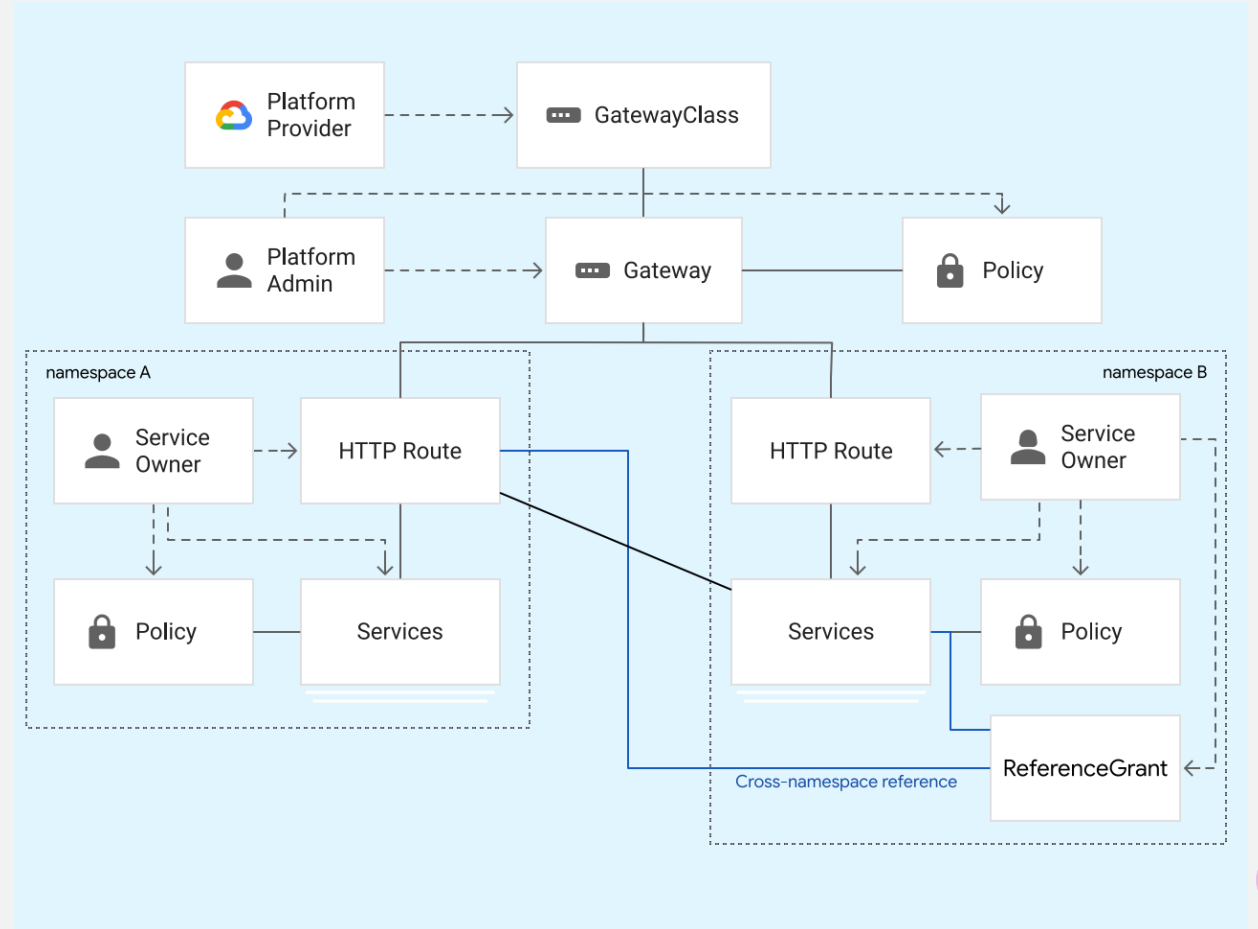 Platform
Provider
GatewayClass
Platform
Admin
Gateway
Policy
namespace A
namespace B
Service
Owner
HTTP Route
HTTP Route
Service
Owner
Policy
Services
Services
Policy
ReferenceGrant
Cross-namespace reference